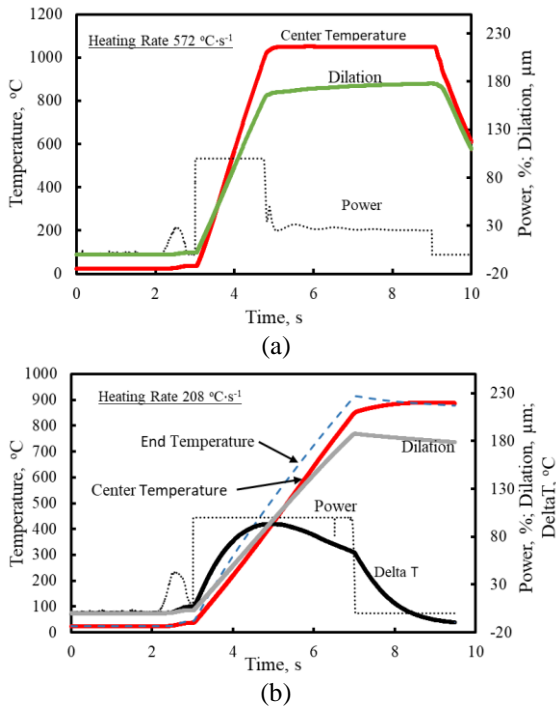 1200
1000
800
600
400
200
0
Temperature, °C
Heating Rate 572 °C·s⁻¹
Center Temperature
Dilation
Power
230
180
130
80
30
-20
Power, %; Dilation, µm
0 2 4 6 8 10
Time, s
(a)
1000
900
800
700
600
500
400
300
200
100
0
Temperature, °C
Heating Rate 208 °C·s⁻¹
End Temperature
Center Temperature
Dilation
Power
Delta T
230
180
130
80
30
-20
Power, %; Dilation, µm;
DeltaT, °C
0 2 4 6 8 10
Time, s
(b)